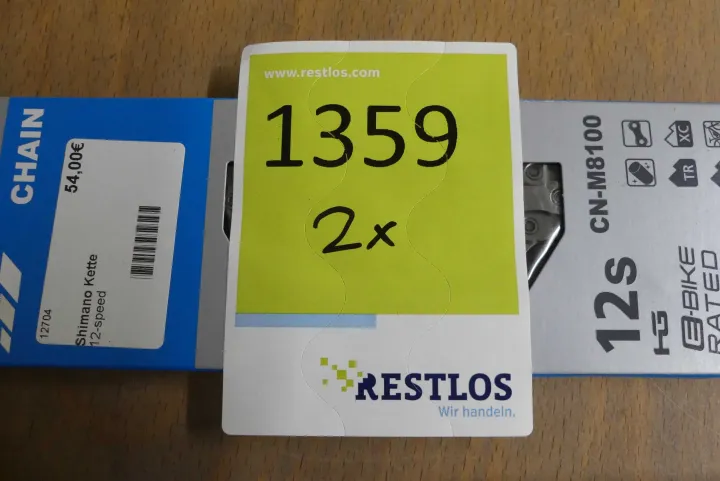 CHAIN
54,00€
12704
Shimano Kette
12-speed
www.restlos.com
1359
2x
RESTLOS
Wir handeln.
CN-M8100
XC
TR
12s
HG
E-BIKE
RATED